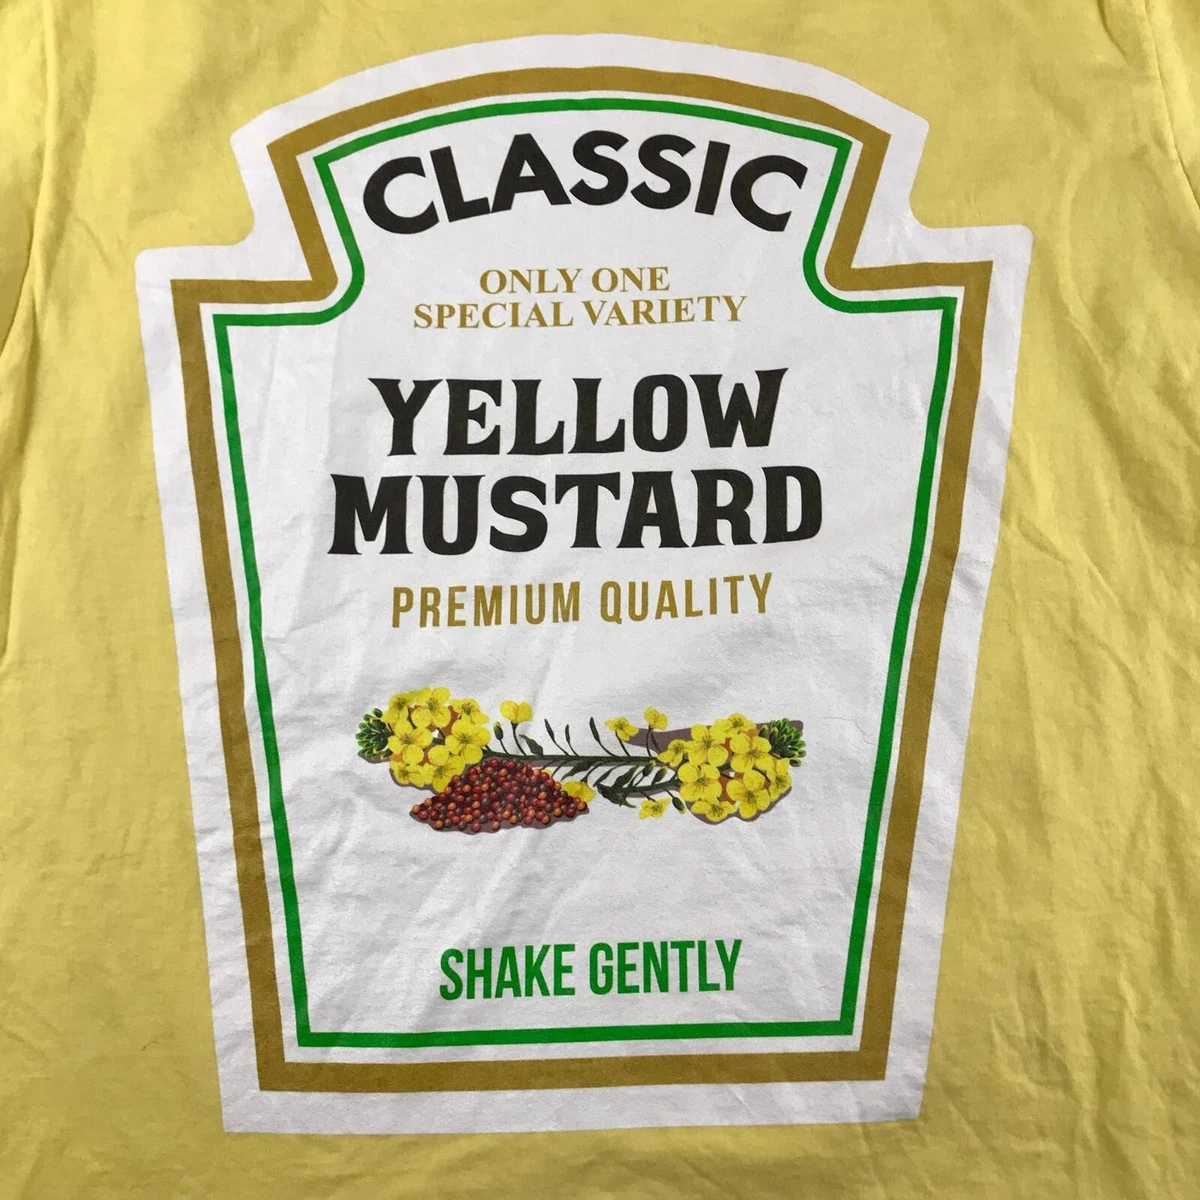 CLASSIC
ONLY ONE
SPECIAL VARIETY
YELLOW
MUSTARD
PREMIUM QUALITY
SHAKE GENTLY